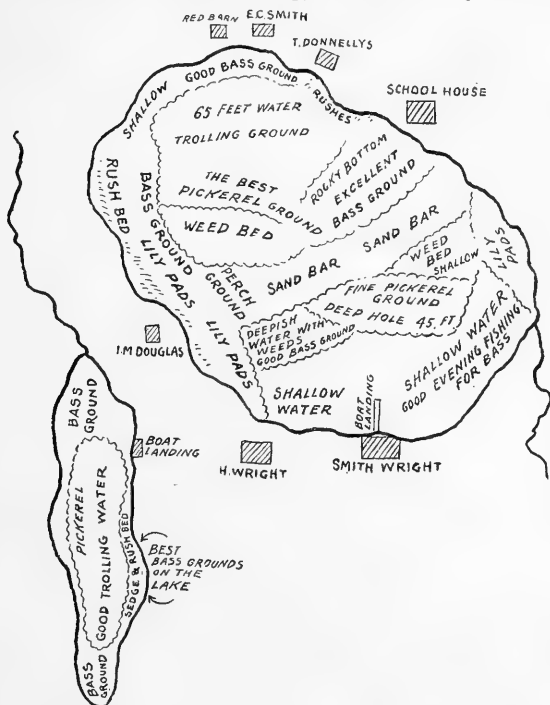 RED BARN
E.C. SMITH
T. DONNELLYS
SCHOOL HOUSE
SHALLOW GOOD BASS GROUND
"RUSHES"
65 FEET WATER
TROLLING GROUND
THE BEST
PICKEREL GROUND
ROCKY BOTTOM
EXCELLENT
BASS GROUND
WEED BED
RUSH BED
LILY PADS
BASS GROUND
PERCH
GROUND
LILY PADS
SAND BAR
SAND BAR
WEED
BED
SHALLOW
LILY
PADS
FINE PICKEREL
GROUND
DEEP HOLE 45. FT
DEEPISH
WATER WITH
WEEDS
GOOD BASS GROUND
SHALLOW WATER
GOOD EVENING FISHING
FOR BASS
SHALLOW
WATER
BOAT
LANDING
I.M DOUGLAS
H. WRIGHT
SMITH WRIGHT
BASS
GROUND
BOAT
LANDING
PICKEREL
GOOD TROLLING WATER
SEDGE & RUSH BED
BEST
BASS GROUNDS
ON THE
LAKE
BASS
GROUND